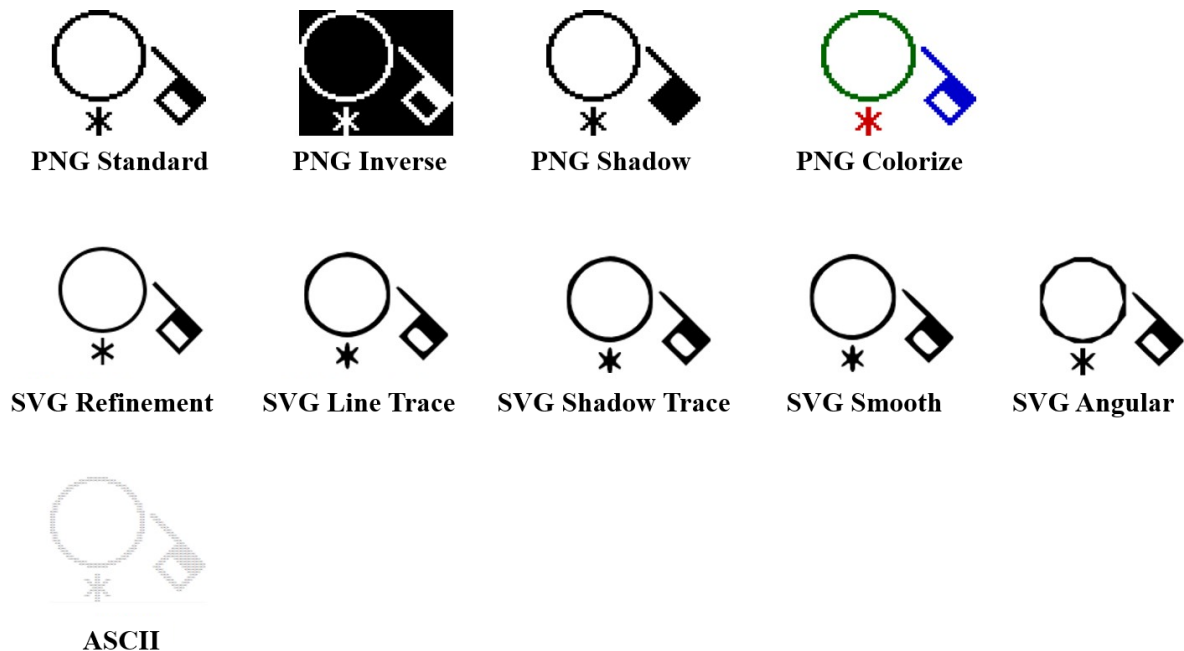 PNG Standard PNG Inverse PNG Shadow PNG Colorize
SVG Refinement SVG Line Trace SVG Shadow Trace SVG Smooth SVG Angular
ASCII